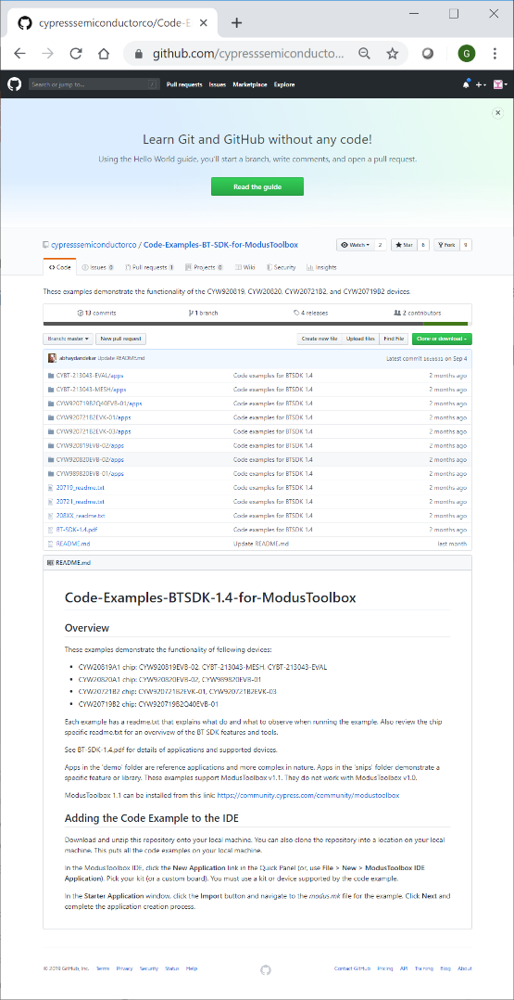 cypresssemiconductorco/Code-E
github.com/cypresssemiconducto...
G
Search or jump to... /
Pull requests Issues Marketplace Explore
Learn Git and GitHub without any code!
Using the Hello World guide, you'll start a branch, write comments, and open a pull request.
Read the guide
cypresssemiconductorco / Code-Examples-BT-SDK-for-ModusToolbox
Watch 2 Star 6 Fork 9
Code Issues 0 Pull requests 1 Projects 0 Wiki Security Insights
These examples demonstrate the functionality of the CYW920819, CYW20820, CYW20721B2, and CYW20719B2 devices.
13 commits 1 branch 4 releases 2 contributors
Branch: master New pull request Create new file Upload files Find File Clone or download
abhaydandekar Update README.md Latest commit on Sep 4
CYBT-213043-EVAL/apps Code examples for BTSDK 1.4 2 months ago
CYBT-213043-MESH/apps Code examples for BTSDK 1.4 2 months ago
CYW920719B2Q40EVB-01/apps Code examples for BTSDK 1.4 2 months ago
CYW920721B2EVK-01/apps Code examples for BTSDK 1.4 2 months ago
CYW920721B2EVK-03/apps Code examples for BTSDK 1.4 2 months ago
CYW920819EVB-02/apps Code examples for BTSDK 1.4 2 months ago
CYW920820EVB-02/apps Code examples for BTSDK 1.4 2 months ago
CYW989820EVB-01/apps Code examples for BTSDK 1.4 2 months ago
20719_readme.txt Code examples for BTSDK 1.4 2 months ago
20721_readme.txt Code examples for BTSDK 1.4 2 months ago
208XX_readme.txt Code examples for BTSDK 1.4 2 months ago
BT-SDK-1.4.pdf Code examples for BTSDK 1.4 2 months ago
README.md Update README.md last month
README.md
Code-Examples-BTSDK-1.4-for-ModusToolbox
Overview
These examples demonstrate the functionality of following devices:
• CYW20819A1 chip: CYW920819EVB-02, CYBT-213043-MESH, CYBT-213043-EVAL
• CYW20820A1 chip: CYW920820EVB-02, CYW989820EVB-01
• CYW20721B2 chip: CYW920721B2EVK-01, CYW920721B2EVK-03
• CYW20719B2 chip: CYW920719B2Q40EVB-01
Each example has a readme.txt that explains what do and what to observe when running the example. Also review the chip
specific readme.txt for an overivew of the BT SDK features and tools.
See BT-SDK-1.4.pdf for details of applications and supported devices.
Apps in the 'demo' folder are reference applications and more complex in nature. Apps in the 'snips' folder demonstrate a
specific feature or library. These examples support ModusToolbox v1.1. They do not work with ModusToolbox v1.0.
ModusToolbox 1.1 can be installed from this link: https://community.cypress.com/community/modustoolbox
Adding the Code Example to the IDE
Download and unzip this repository onto your local machine. You can also clone the repository into a location on your local
machine. This puts all the code examples on your local machine.
In the ModusToolbox IDE, click the New Application link in the Quick Panel (or, use File > New > ModusToolbox IDE
Application). Pick your kit (or a custom board). You must use a kit or device supported by the code example.
In the Starter Application window, click the Import button and navigate to the modus.mk file for the example. Click Next and
complete the application creation process.
© 2019 GitHub, Inc. Terms Privacy Security Status Help Contact GitHub Pricing API Training Blog About